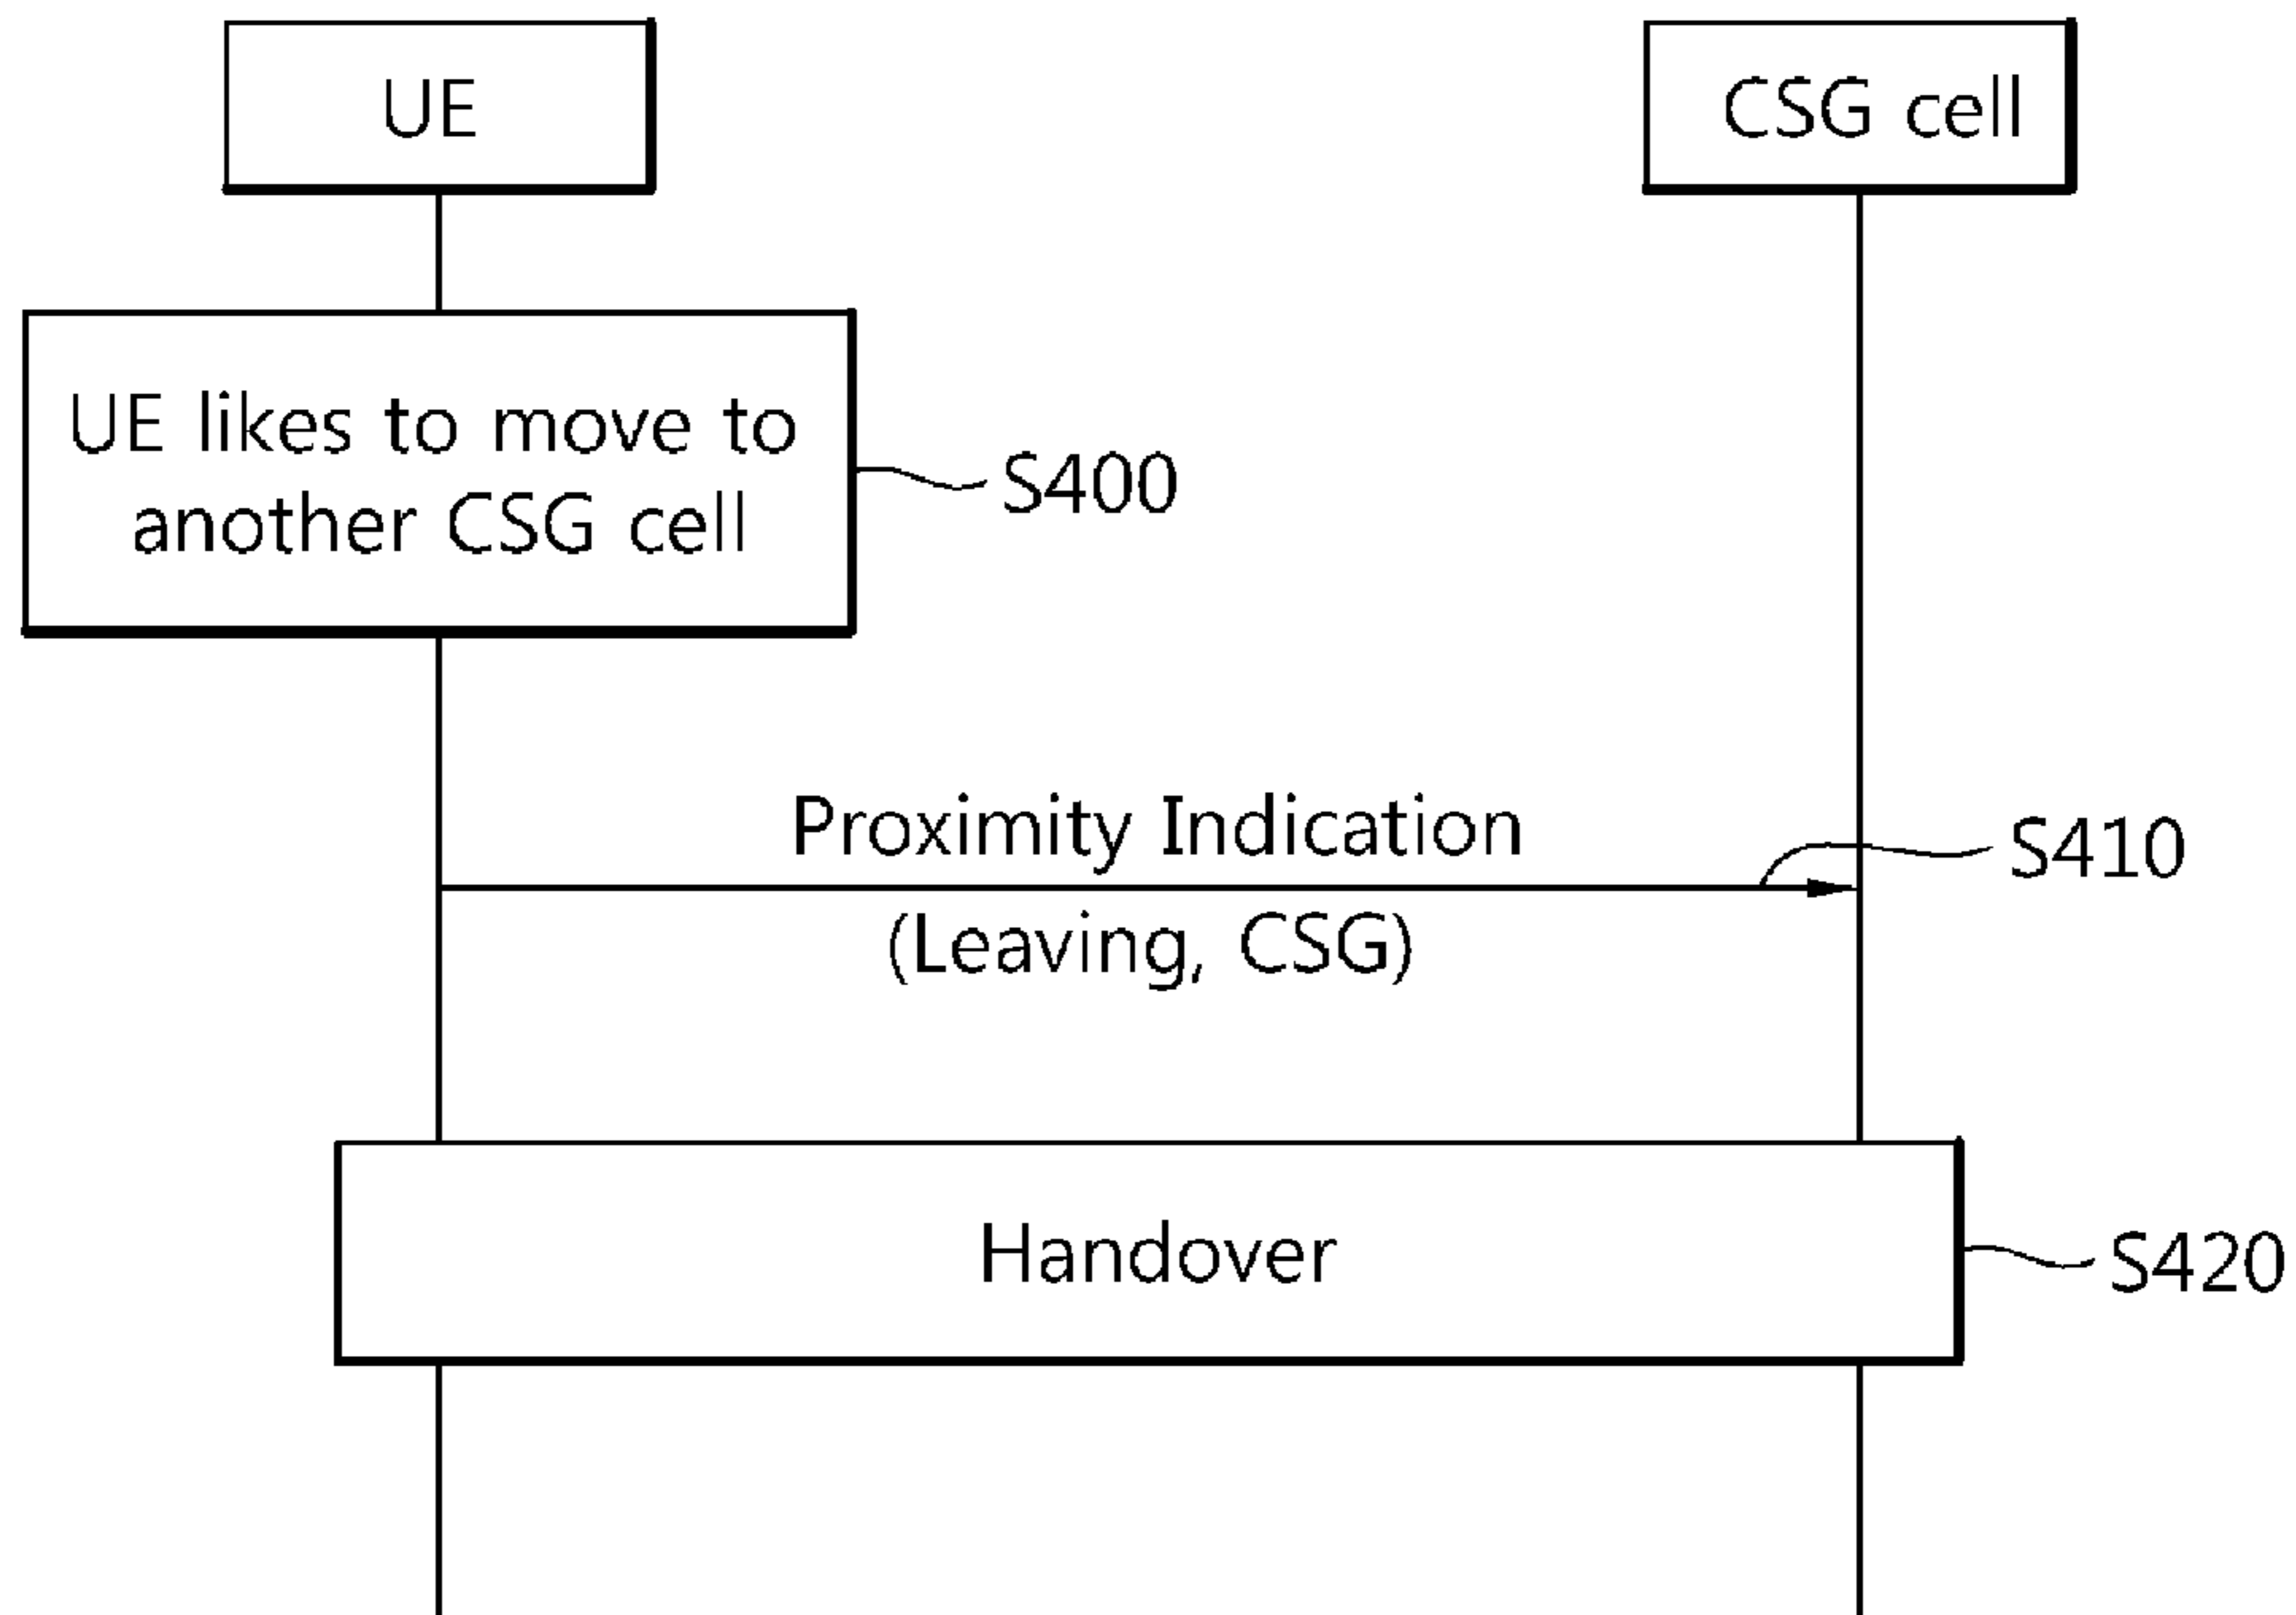 UE
CSG cell
UE likes to move to
another CSG cell
S400
Proximity Indication
S410
(Leaving, CSG)
Handover
S420